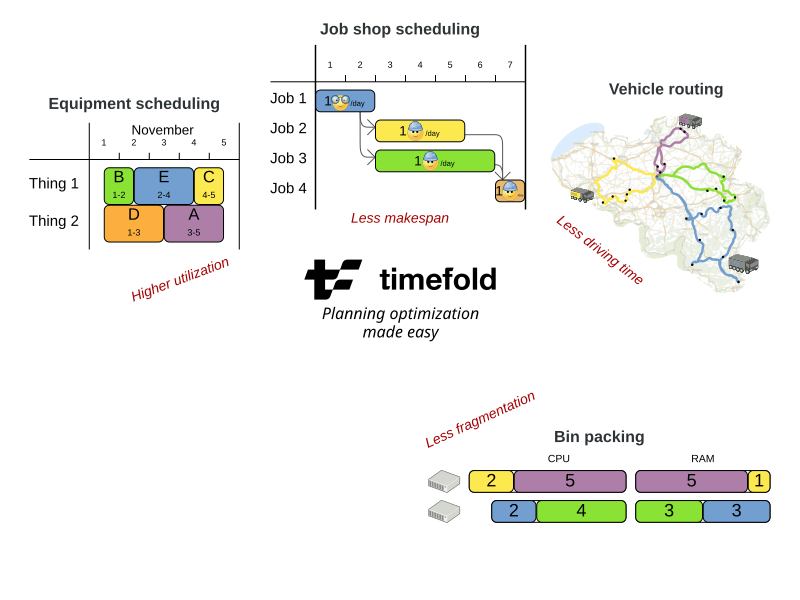 Job shop scheduling
1 2 3 4 5 6 7
Job 1
1 /day
Job 2
1 /day
Job 3
1 /day
Job 4
1
Less makespan
Equipment scheduling
November
1 2 3 4 5
Thing 1
B E C
1-2 2-4 4-5
Thing 2
D A
1-3 3-5
Higher utilization
Vehicle routing
Less driving time
timefold
Planning optimization
made easy
Less fragmentation
Bin packing
CPU RAM
2 5 5 1
2 4 3 3